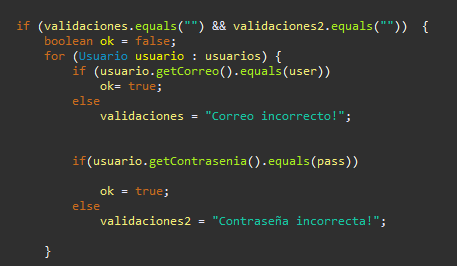 if (validaciones.equals("") && validaciones2.equals(""))  {
    boolean ok = false;
    for (Usuario usuario : usuarios) {
        if (usuario.getCorreo().equals(user))
            ok= true;
        else
            validaciones = "Correo incorrecto!";
        if(usuario.getContrasenia().equals(pass))
            ok = true;
        else
            validaciones2 = "Contraseña incorrecta!";
    }